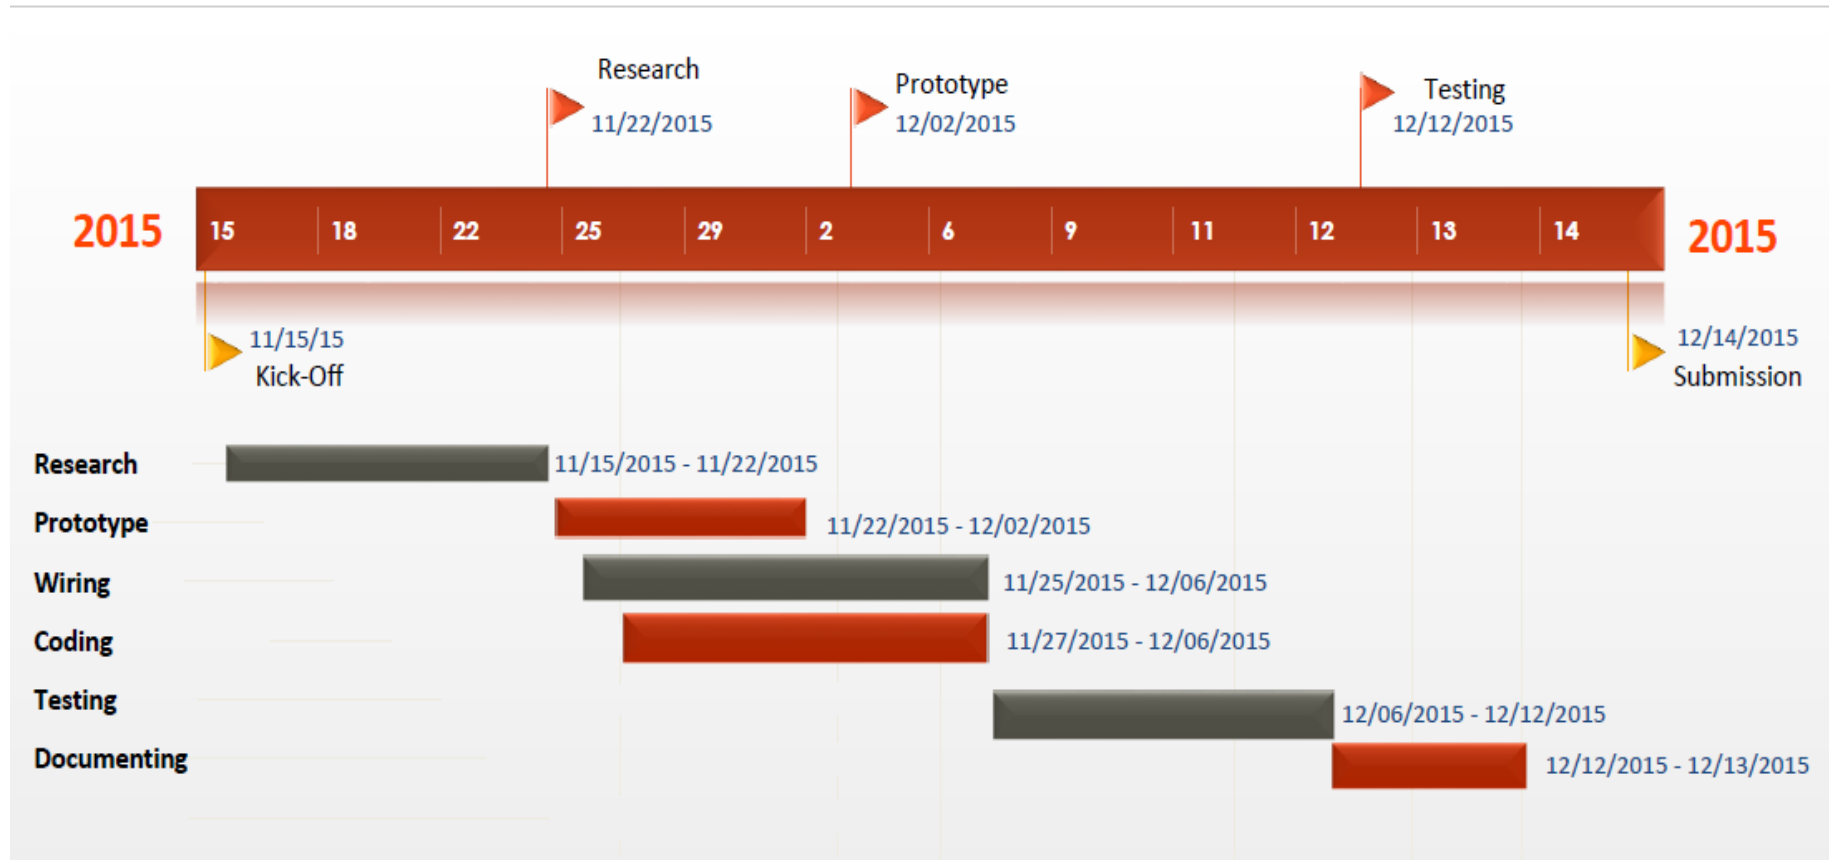 Research
11/22/2015
Prototype
12/02/2015
Testing
12/12/2015
2015 15 18 22 25 29 2 6 9 11 12 13 14 2015
11/15/15
Kick-Off
12/14/2015
Submission
Research 11/15/2015 - 11/22/2015
Prototype 11/22/2015 - 12/02/2015
Wiring 11/25/2015 - 12/06/2015
Coding 11/27/2015 - 12/06/2015
Testing 12/06/2015 - 12/12/2015
Documenting 12/12/2015 - 12/13/2015